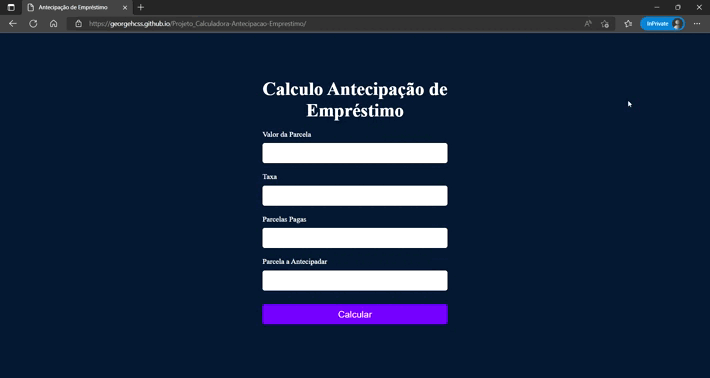 Antecipação de Empréstimo
https://georgehcss.github.io/Projeto_Calculadora-Antecipacao-Emprestimo/
InPrivate
Calculo Antecipação de
Empréstimo
Valor da Parcela
Taxa
Parcelas Pagas
Parcela a Antecipadar
Calcular